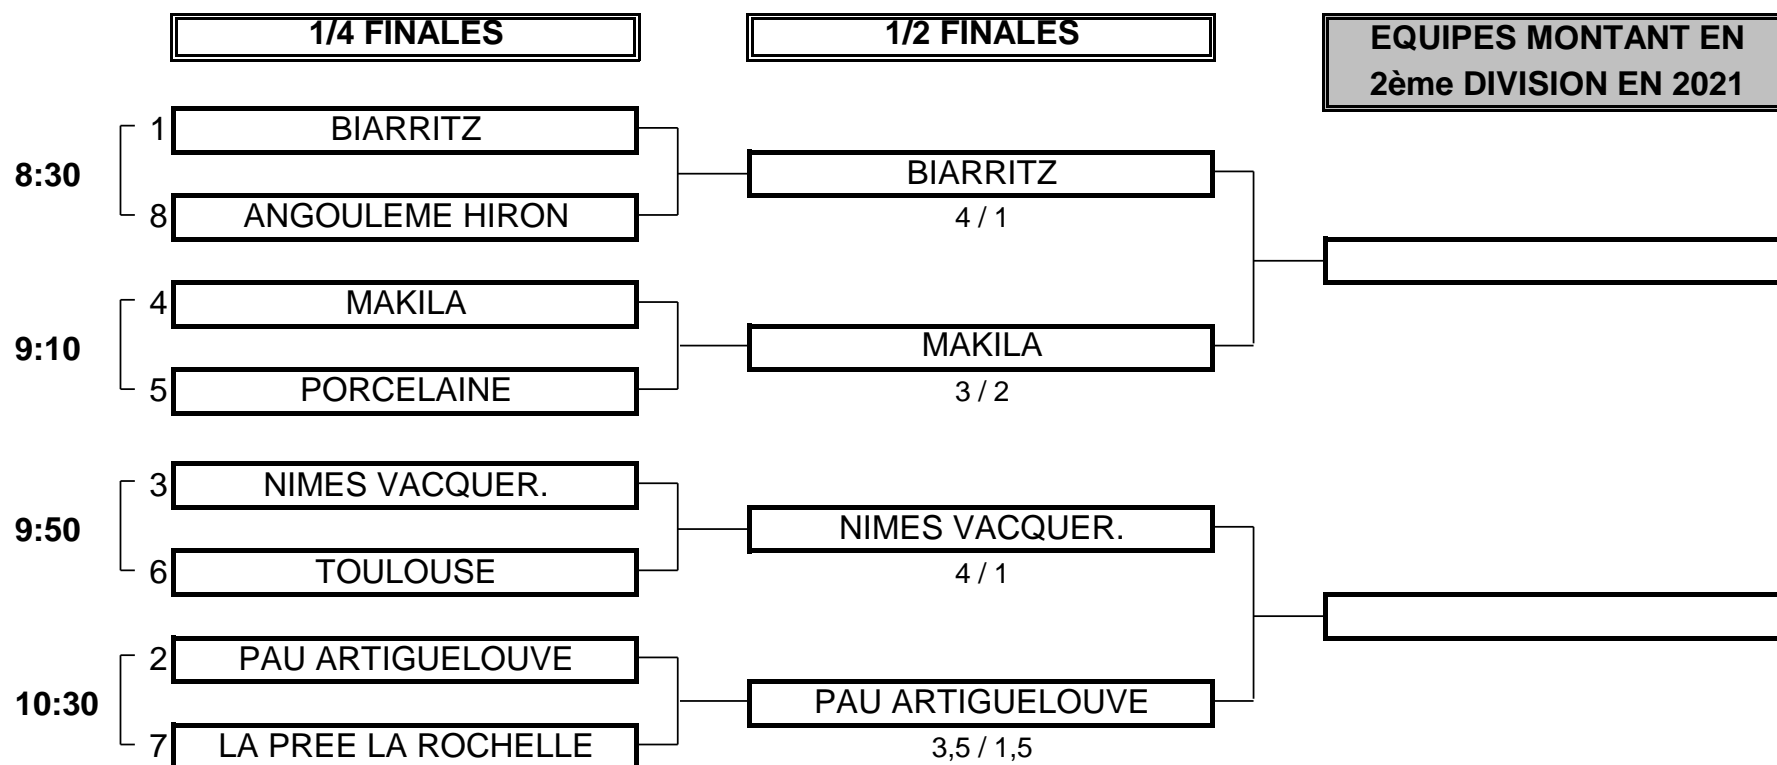 1/4 FINALES
1/2 FINALES
EQUIPES MONTANT EN
2ème DIVISION EN 2021
8:30
1 BIARRITZ
8 ANGOULEME HIRON
BIARRITZ
4 / 1
9:10
4 MAKILA
5 PORCELAINE
MAKILA
3 / 2
9:50
3 NIMES VACQUER.
6 TOULOUSE
NIMES VACQUER.
4 / 1
10:30
2 PAU ARTIGUELOUVE
7 LA PREE LA ROCHELLE
PAU ARTIGUELOUVE
3,5 / 1,5